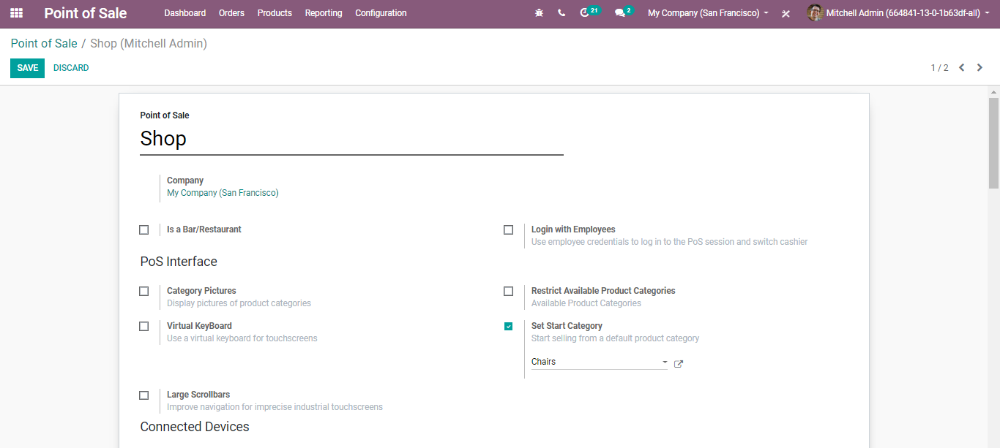 Point of Sale Dashboard Orders Products Reporting Configuration 21 2 My Company (San Francisco) Mitchell Admin (664841-13-0-1b63df-all)
Point of Sale / Shop (Mitchell Admin)
SAVE DISCARD 1 / 2
Point of Sale
Shop
Company
My Company (San Francisco)
Is a Bar/Restaurant
Login with Employees
Use employee credentials to log in to the PoS session and switch cashier
PoS Interface
Category Pictures
Display pictures of product categories
Restrict Available Product Categories
Available Product Categories
Virtual KeyBoard
Use a virtual keyboard for touchscreens
Set Start Category
Start selling from a default product category
Chairs
Large Scrollbars
Improve navigation for imprecise industrial touchscreens
Connected Devices